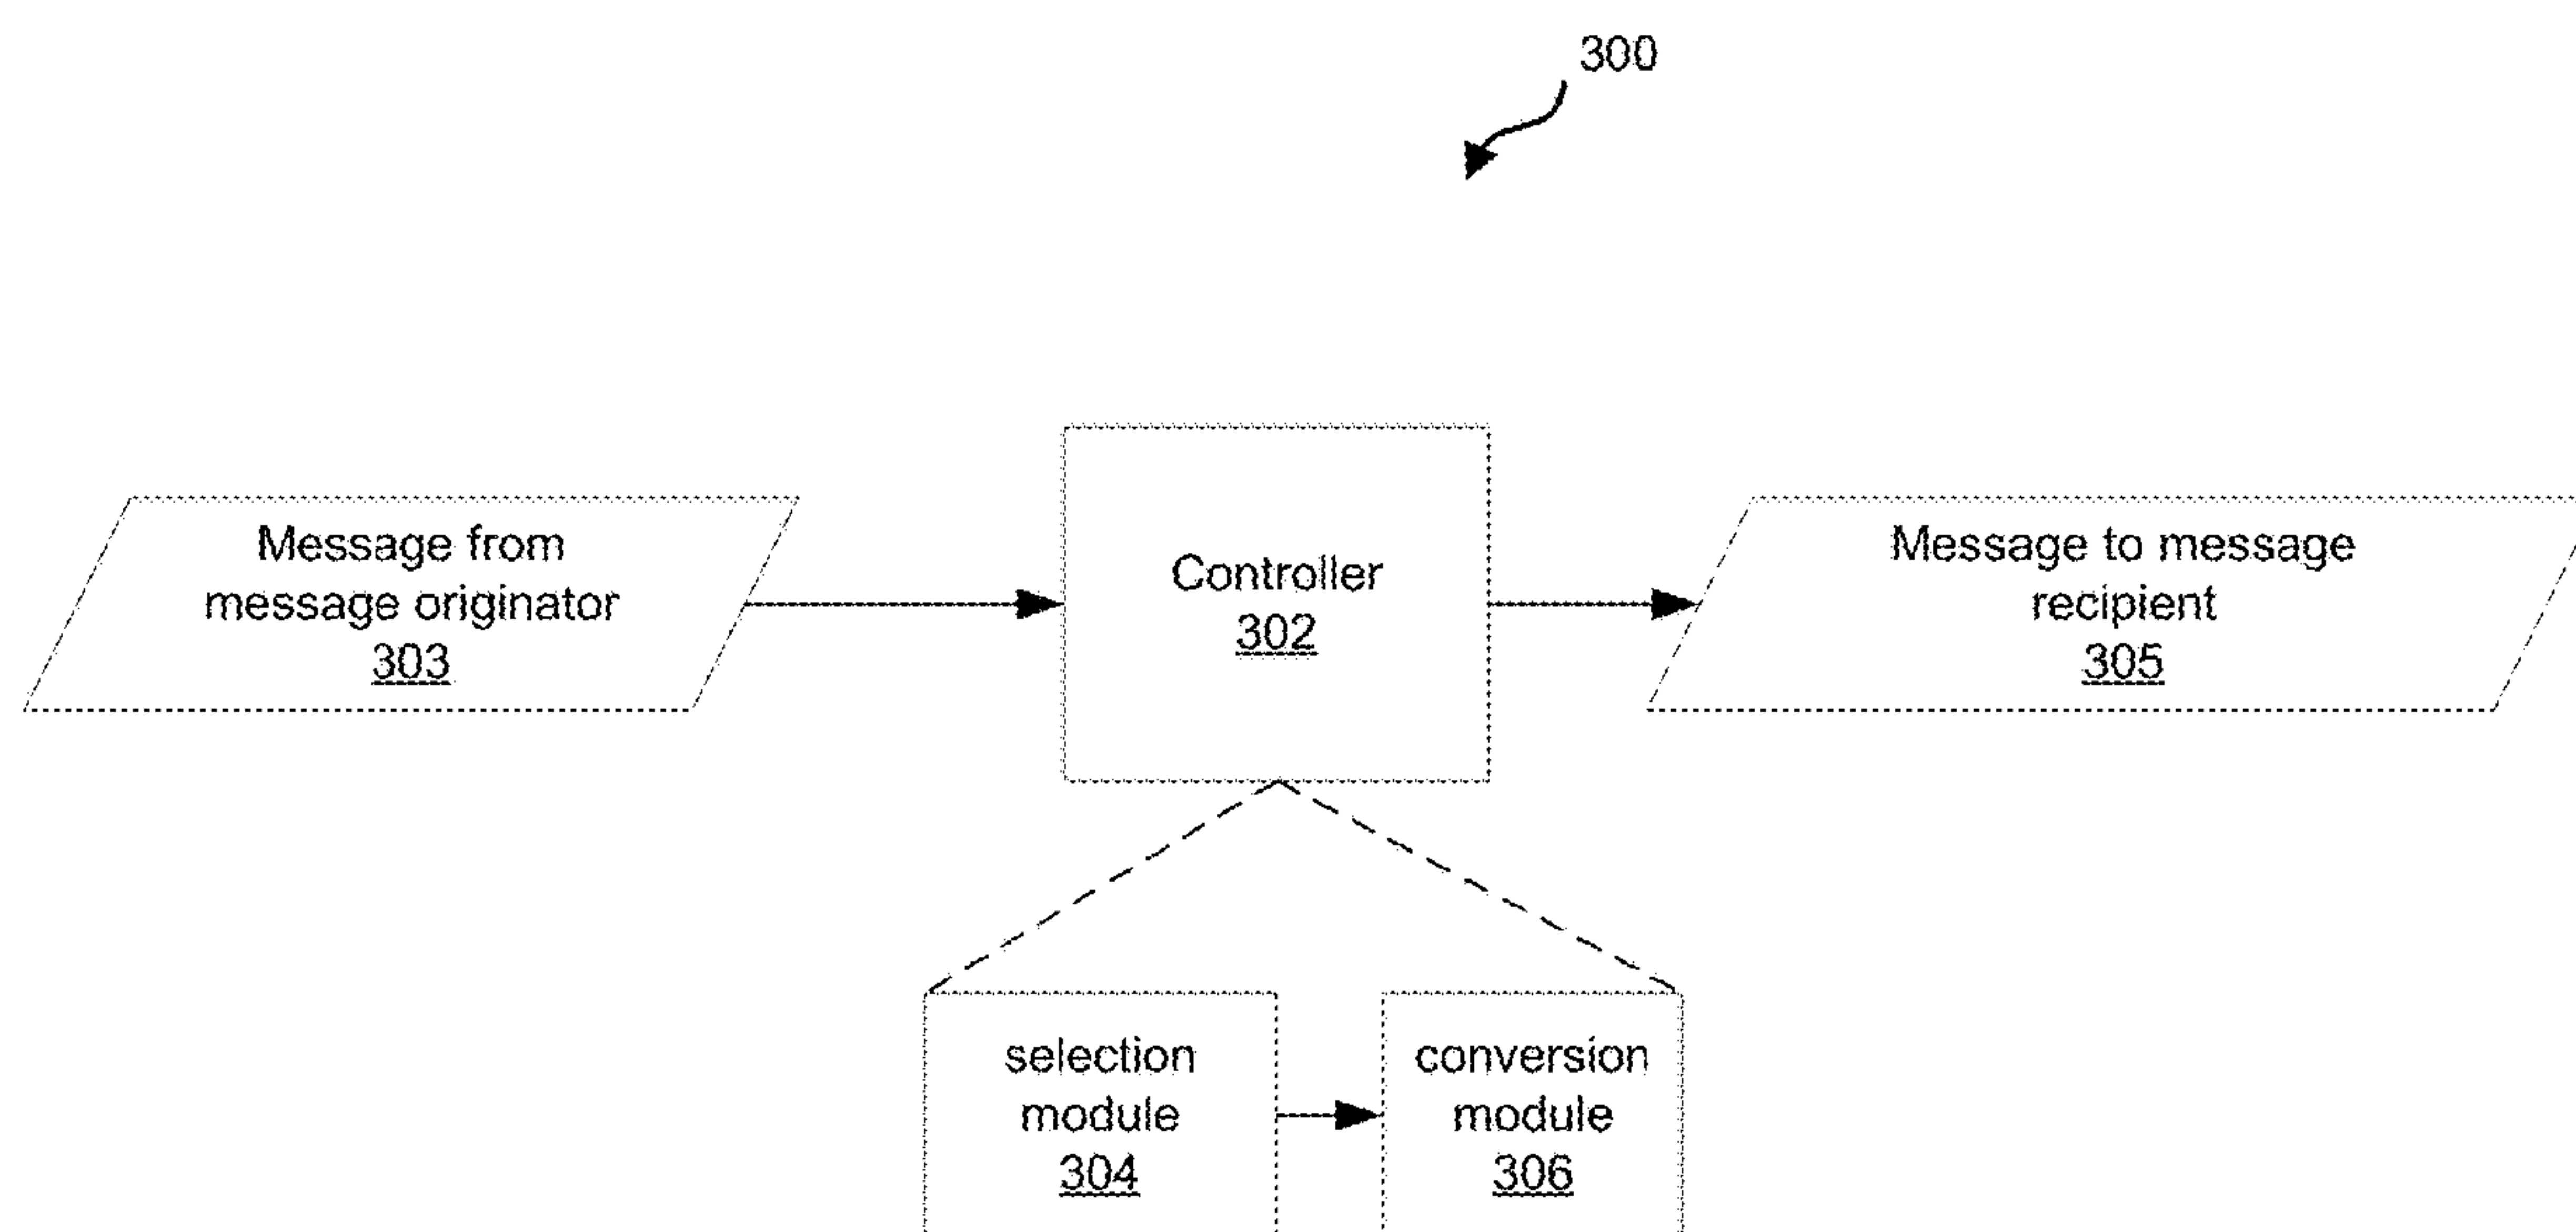 300
Message from
message originator
303
Controller
302
Message to message
recipient
305
selection
module
304
conversion
module
306